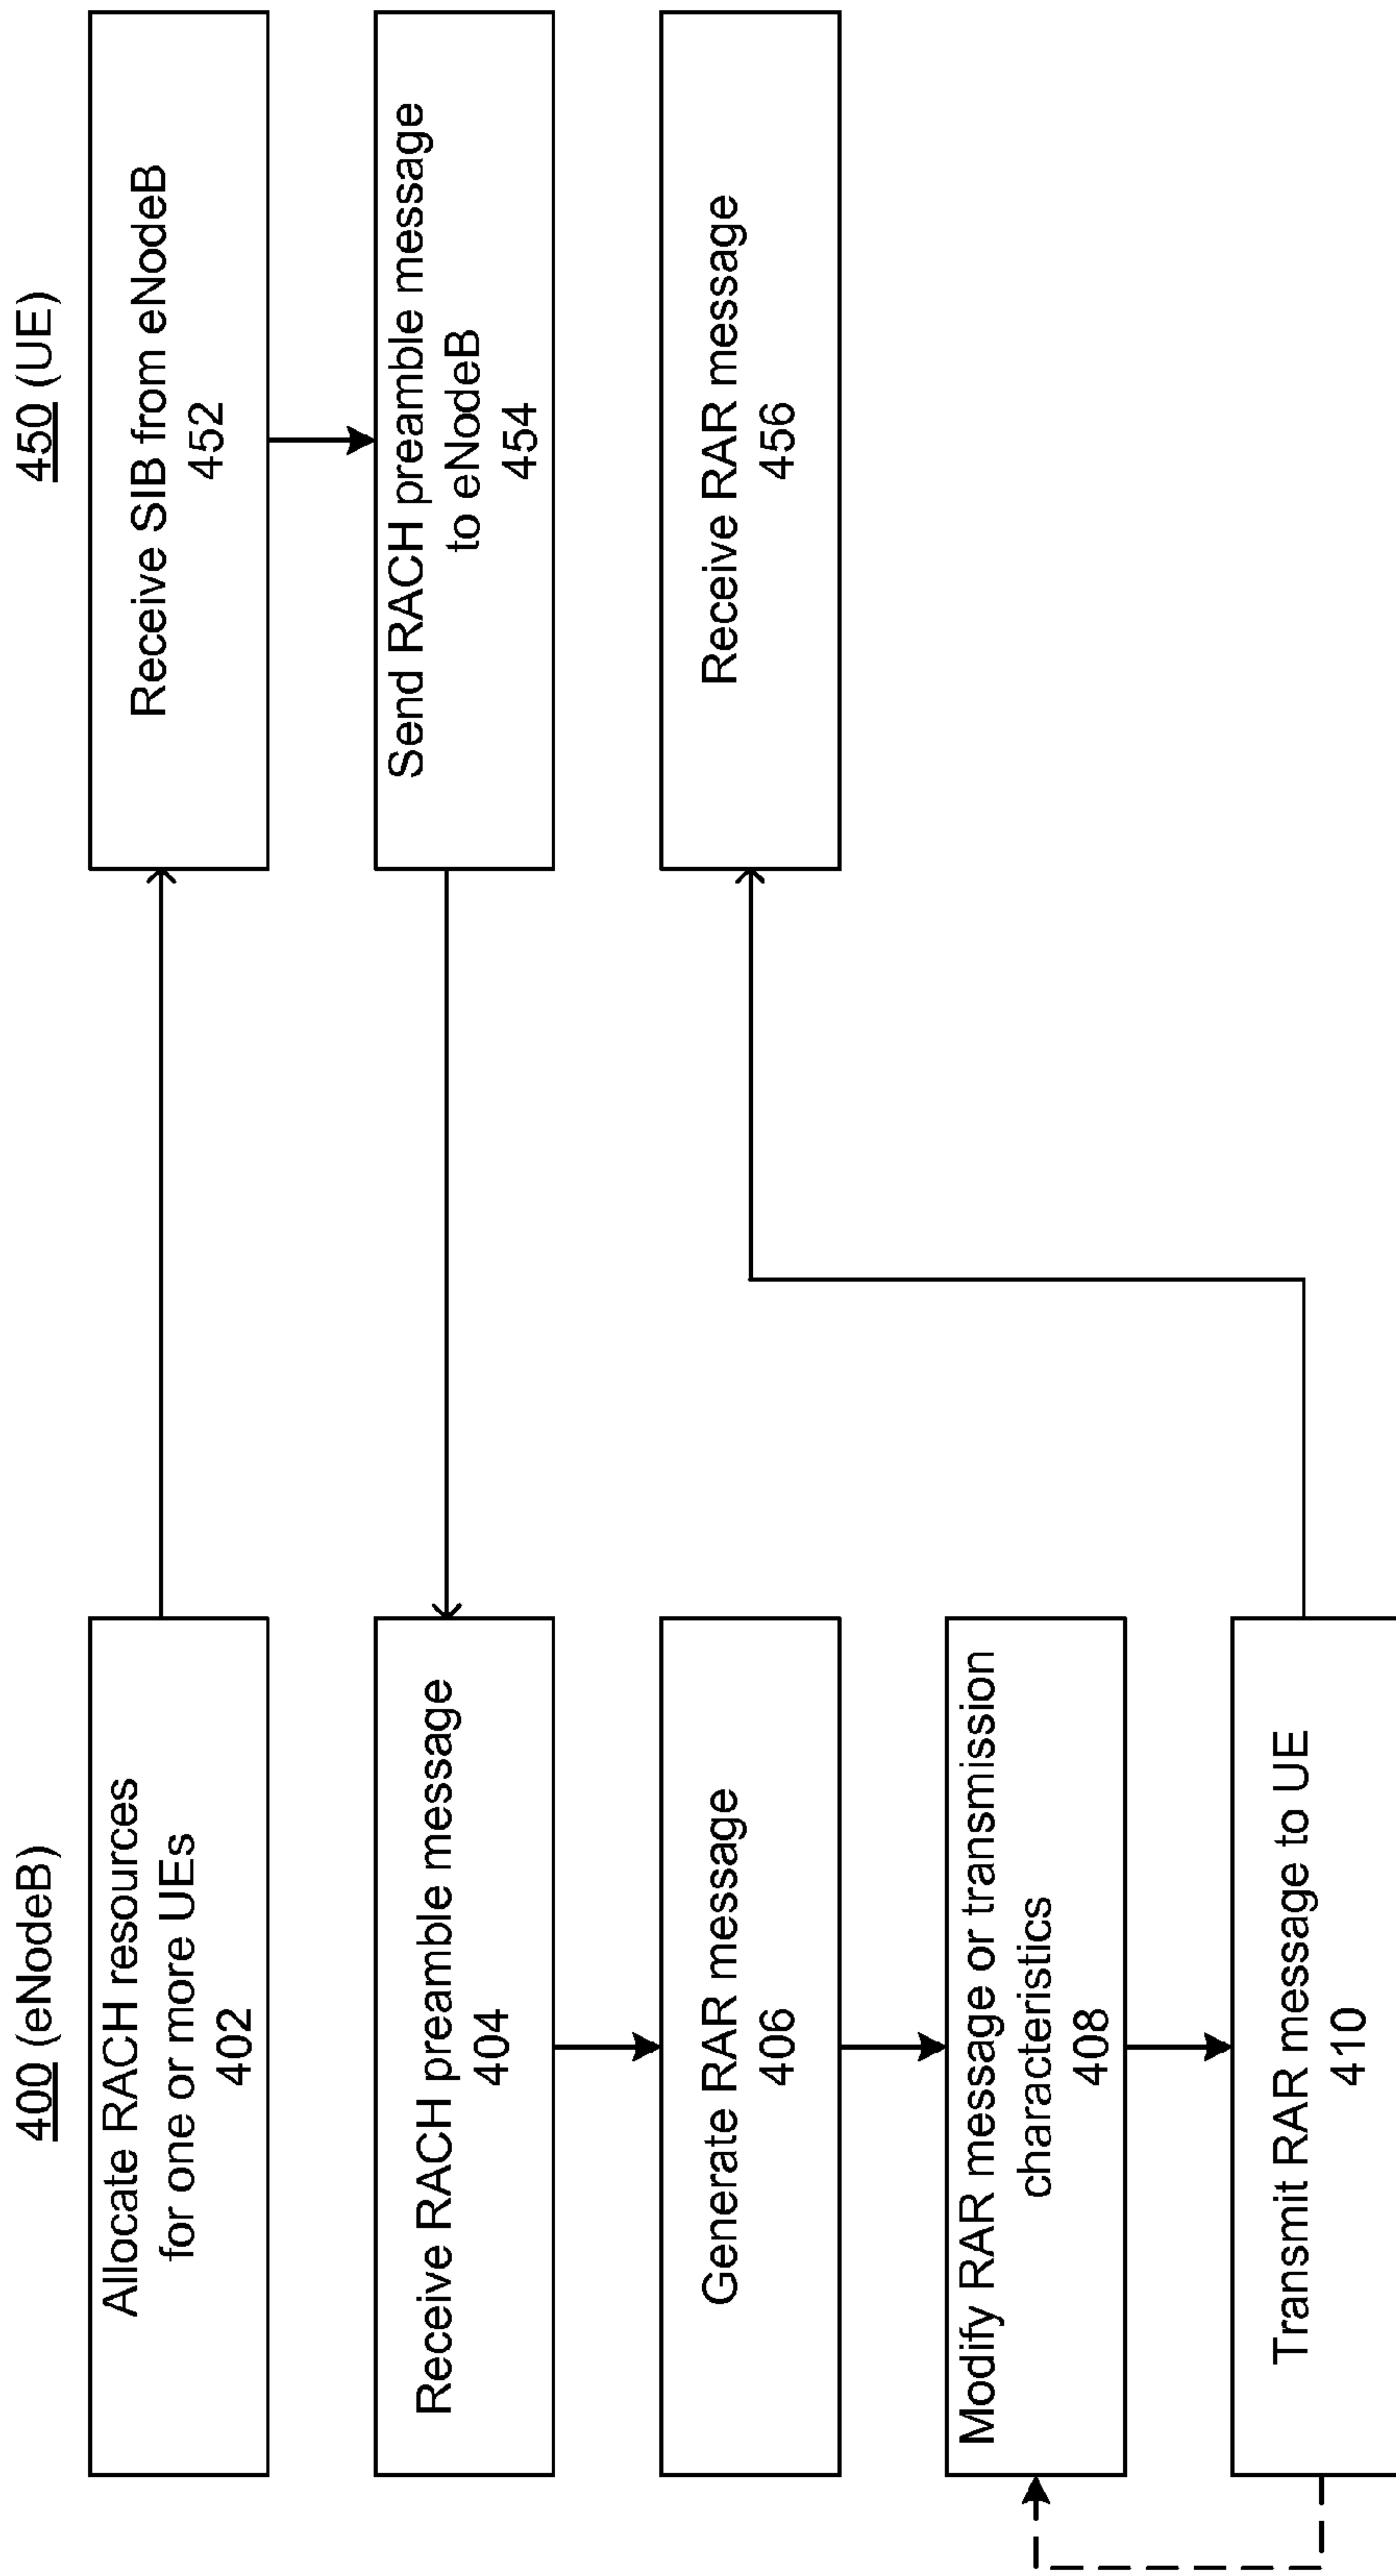 400 (eNodeB)
Allocate RACH resources
for one or more UEs
402
Receive RACH preamble message
404
Generate RAR message
406
Modify RAR message or transmission
characteristics
408
Transmit RAR message to UE
410
450 (UE)
Receive SIB from eNodeB
452
Send RACH preamble message
to eNodeB
454
Receive RAR message
456